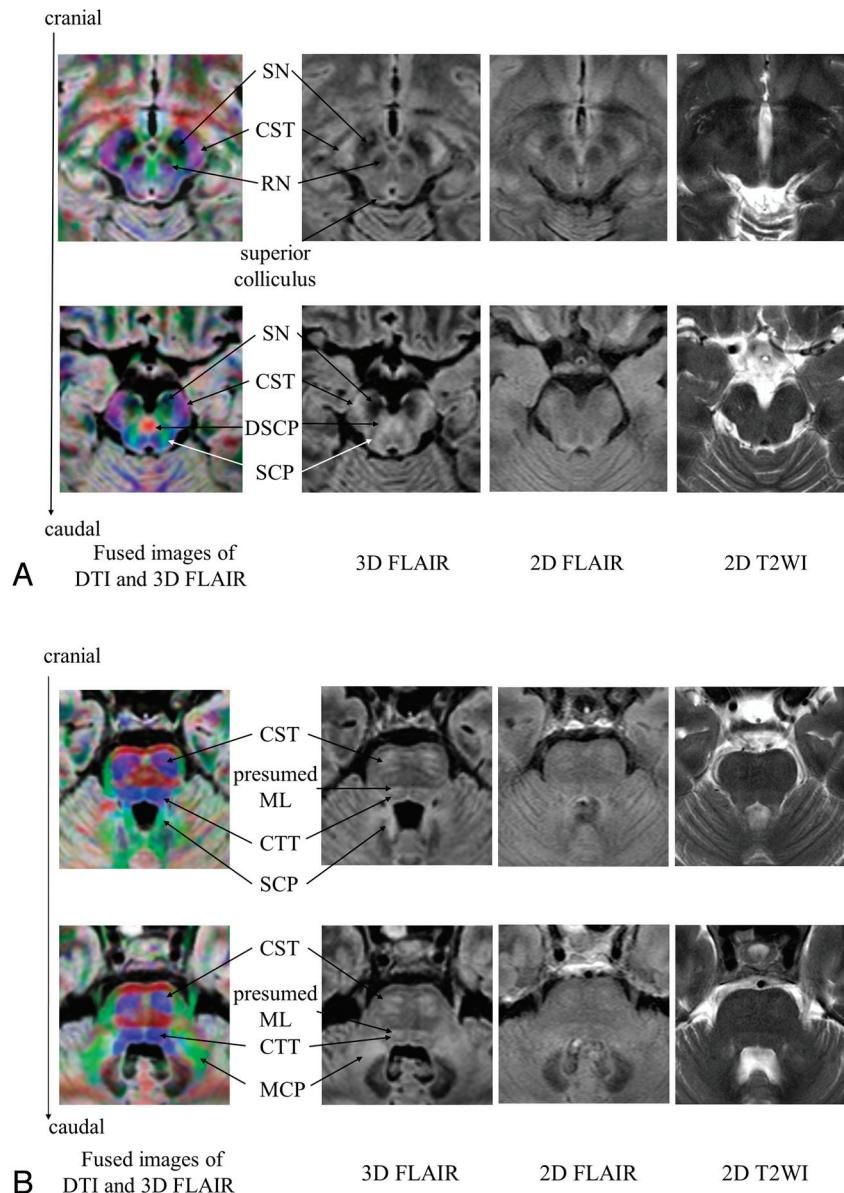 cranial
SN
CST
RN
superior
colliculus
SN
CST
DSCP
SCP
caudal
A
Fused images of
DTI and 3D FLAIR
3D FLAIR
2D FLAIR
2D T2WI
cranial
CST
presumed
ML
CTT
SCP
CST
presumed
ML
CTT
MCP
caudal
B
Fused images of
DTI and 3D FLAIR
3D FLAIR
2D FLAIR
2D T2WI